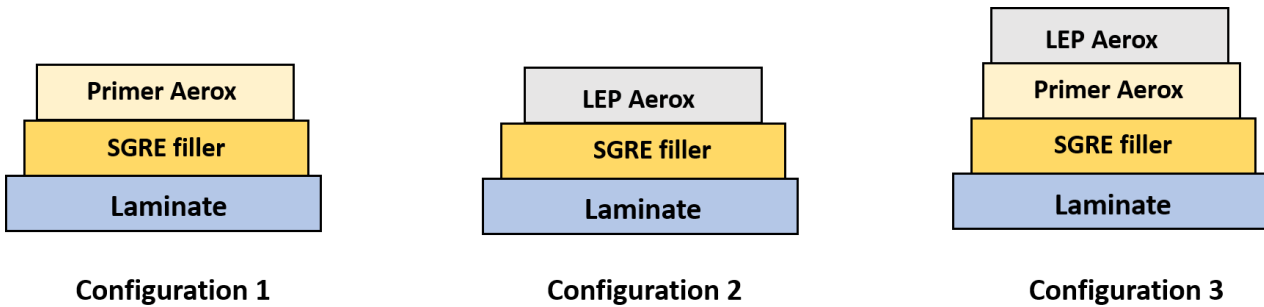 Primer Aerox
SGRE filler
Laminate
Configuration 1
LEP Aerox
SGRE filler
Laminate
Configuration 2
LEP Aerox
Primer Aerox
SGRE filler
Laminate
Configuration 3